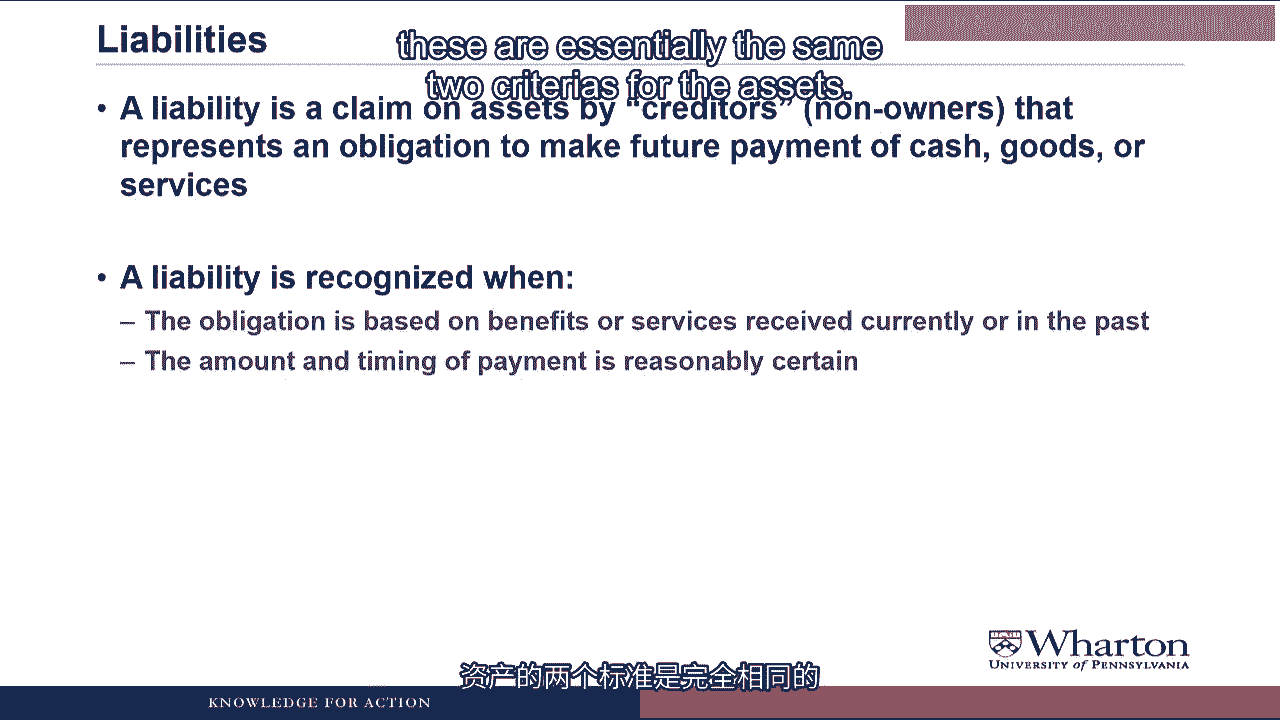 Liabilities
these are essentially the same
two criterias for the assets.
• A liability is a claim on assets by “creditors” (non-owners) that
represents an obligation to make future payment of cash, goods, or
services
• A liability is recognized when:
– The obligation is based on benefits or services received currently or in the past
– The amount and timing of payment is reasonably certain
Wharton
UNIVERSITY of PENNSYLVANIA
资产的两个标准是完全相同的
KNOWLEDGE FOR ACTION